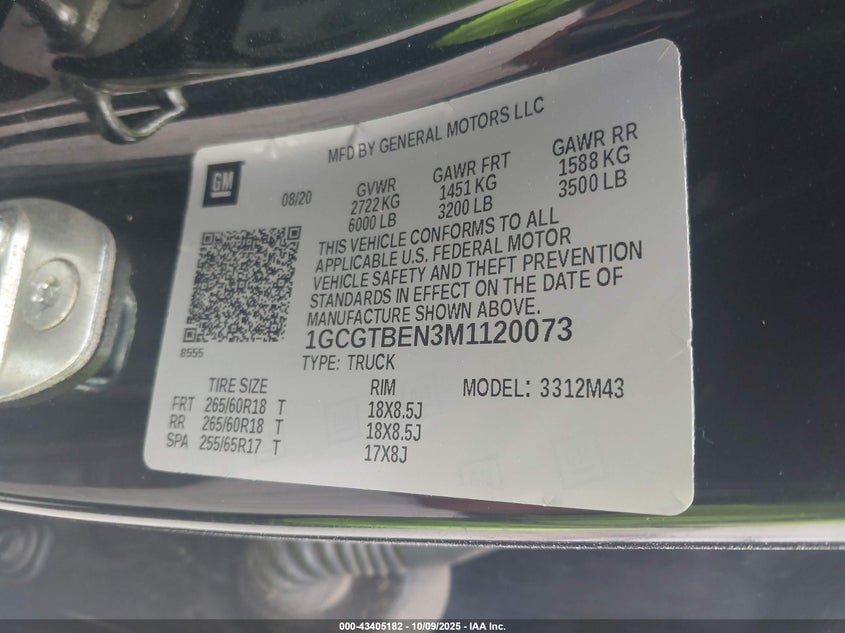 MFD BY GENERAL MOTORS LLC
GM
08/20
GVWR
2722 KG
6000 LB
GAWR FRT
1451 KG
3200 LB
GAWR RR
1588 KG
3500 LB
THIS VEHICLE CONFORMS TO ALL
APPLICABLE U.S. FEDERAL MOTOR
VEHICLE SAFETY AND THEFT PREVENTION
STANDARDS IN EFFECT ON THE DATE OF
MANUFACTURE SHOWN ABOVE.
8555
1GCGTBEN3M1120073
TYPE: TRUCK
TIRE SIZE RIM MODEL: 3312M43
FRT 265/60R18 T 18X8.5J
RR 265/60R18 T 18X8.5J
SPA 255/65R17 T 17X8J
000-43405182 - 10/09/2025 - IAA Inc.